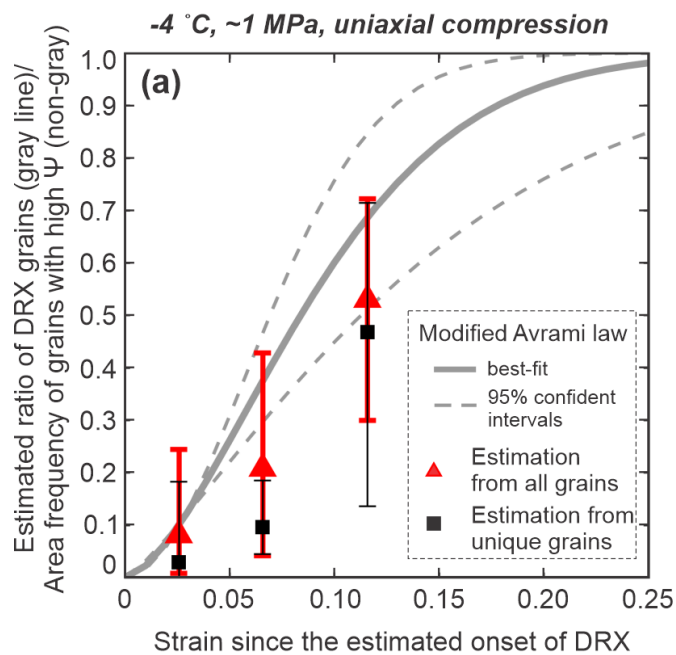 -4 °C, ~1 MPa, uniaxial compression
Estimated ratio of DRX grains (gray line)/
Area frequency of grains with high Ψ (non-gray)
(a)
1.0
0.9
0.8
0.7
0.6
0.5
0.4
0.3
0.2
0.1
0
Modified Avrami law
best-fit
95% confident
intervals
Estimation
from all grains
Estimation from
unique grains
0 0.05 0.10 0.15 0.20 0.25
Strain since the estimated onset of DRX